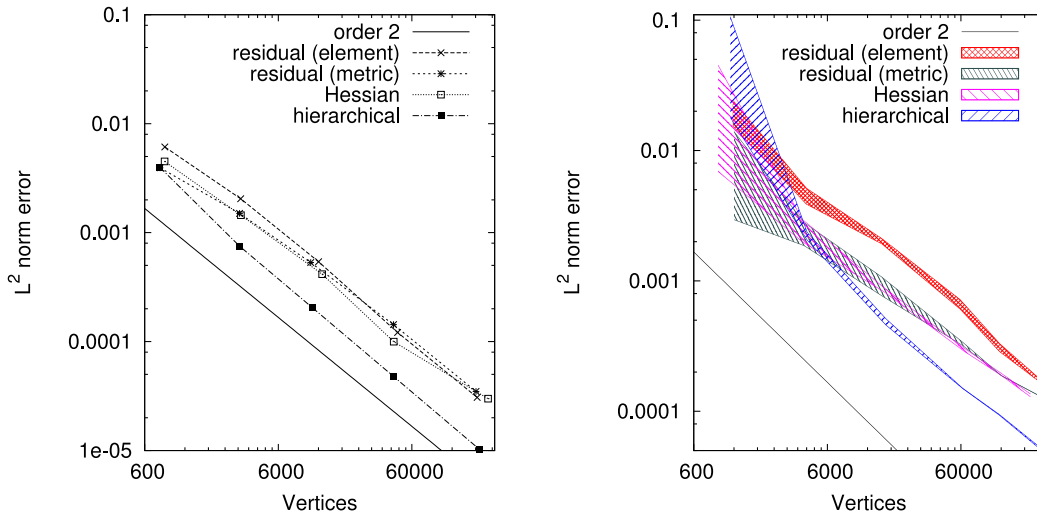 0.1
0.01
0.001
0.0001
1e-05
600
6000
60000
L2 norm error
Vertices
order 2
residual (element)
residual (metric)
Hessian
hierarchical
0.1
0.01
0.001
0.0001
600
6000
60000
L2 norm error
Vertices
order 2
residual (element)
residual (metric)
Hessian
hierarchical